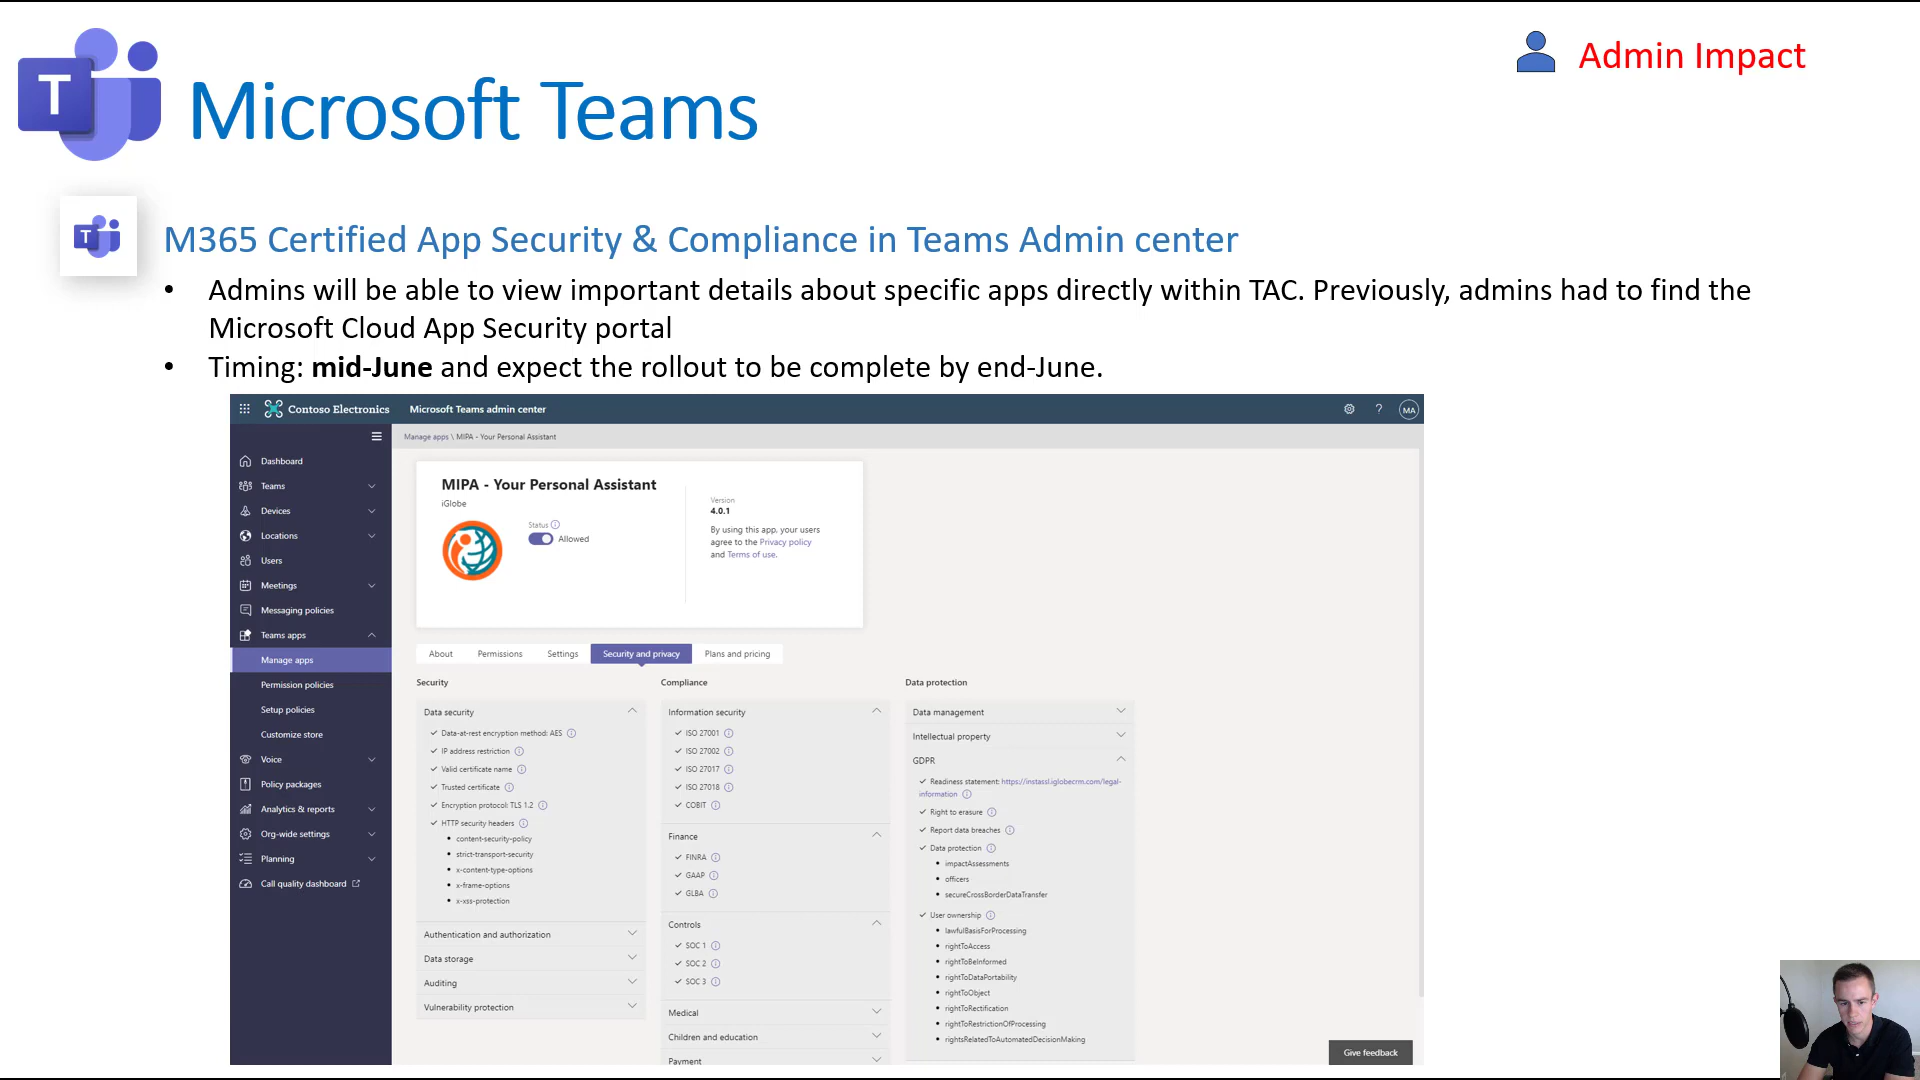 T
Microsoft Teams
Admin Impact
T
M365 Certified App Security & Compliance in Teams Admin center
• Admins will be able to view important details about specific apps directly within TAC. Previously, admins had to find the
Microsoft Cloud App Security portal
• Timing: mid-June and expect the rollout to be complete by end-June.
Contoso Electronics
Microsoft Teams admin center
?
MA
Manage apps \ MIPA - Your Personal Assistant
Dashboard
Teams
Devices
Locations
Users
Meetings
Messaging policies
Teams apps
Manage apps
Permission policies
Setup policies
Customize store
Voice
Policy packages
Analytics & reports
Org-wide settings
Planning
Call quality dashboard
MIPA - Your Personal Assistant
iGlobe
Status
Allowed
Version
4.0.1
By using this app, your users
agree to the Privacy policy
and Terms of use.
About
Permissions
Settings
Security and privacy
Plans and pricing
Security
Data security
Data-at-rest encryption method: AES
IP address restriction
Valid certificate name
Trusted certificate
Encryption protocol: TLS 1.2
HTTP security headers
• content-security-policy
• strict-transport-security
• x-content-type-options
• x-frame-options
• x-xss-protection
Authentication and authorization
Data storage
Auditing
Vulnerability protection
Compliance
Information security
ISO 27001
ISO 27002
ISO 27017
ISO 27018
COBIT
Finance
FINRA
GAAP
GLBA
Controls
SOC 1
SOC 2
SOC 3
Medical
Children and education
Payment
Data protection
Data management
Intellectual property
GDPR
Readiness statement: https://instassl.iglobecrm.com/legal-
information
Right to erasure
Report data breaches
Data protection
• impactAssessments
• officers
• secureCrossBorderDataTransfer
User ownership
• lawfulBasisForProcessing
• rightToAccess
• rightToBeInformed
• rightToDataPortability
• rightToObject
• rightToRectification
• rightToRestrictionOfProcessing
• rightsRelatedToAutomatedDecisionMaking
Give feedback